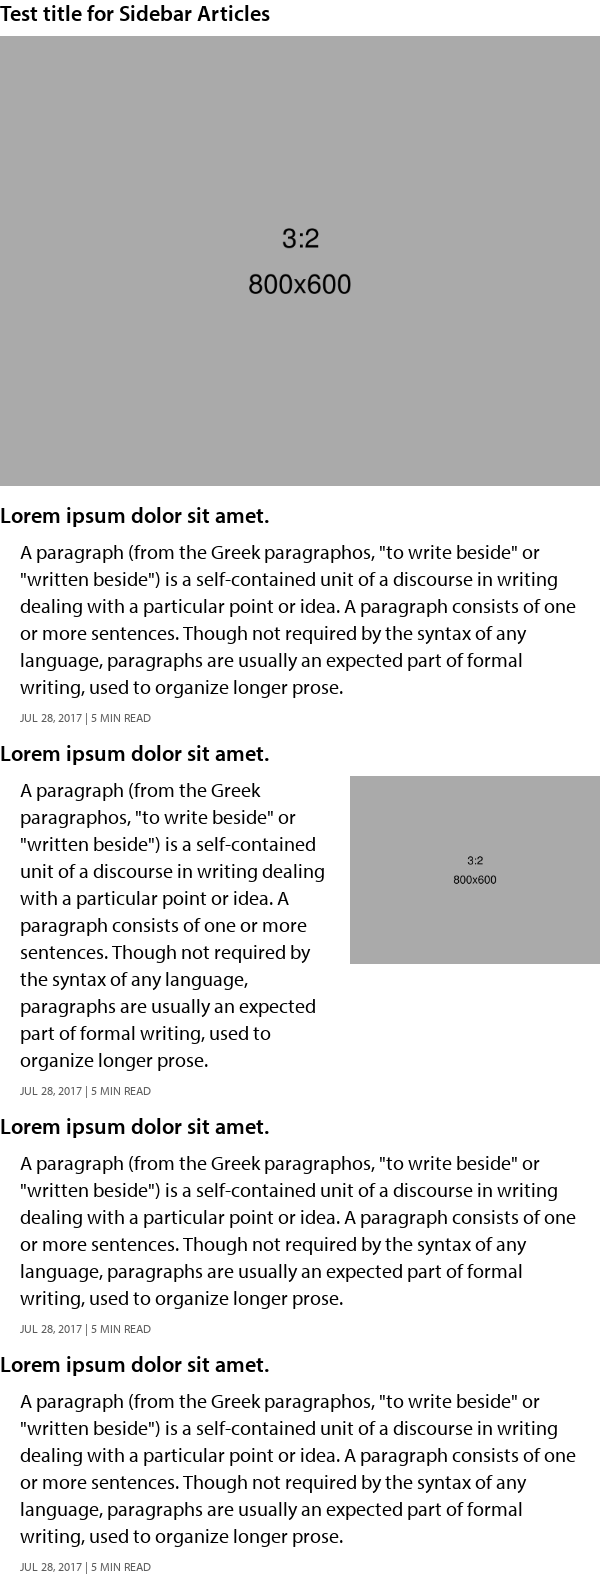 Test title for Sidebar Articles
3:2
800x600
Lorem ipsum dolor sit amet.
A paragraph (from the Greek paragraphos, "to write beside" or
"written beside") is a self-contained unit of a discourse in writing
dealing with a particular point or idea. A paragraph consists of one
or more sentences. Though not required by the syntax of any
language, paragraphs are usually an expected part of formal
writing, used to organize longer prose.
JUL 28, 2017 | 5 MIN READ
Lorem ipsum dolor sit amet.
A paragraph (from the Greek
paragraphos, "to write beside" or
"written beside") is a self-contained
unit of a discourse in writing dealing
with a particular point or idea. A
paragraph consists of one or more
sentences. Though not required by
the syntax of any language,
paragraphs are usually an expected
part of formal writing, used to
organize longer prose.
3:2
800x600
JUL 28, 2017 | 5 MIN READ
Lorem ipsum dolor sit amet.
A paragraph (from the Greek paragraphos, "to write beside" or
"written beside") is a self-contained unit of a discourse in writing
dealing with a particular point or idea. A paragraph consists of one
or more sentences. Though not required by the syntax of any
language, paragraphs are usually an expected part of formal
writing, used to organize longer prose.
JUL 28, 2017 | 5 MIN READ
Lorem ipsum dolor sit amet.
A paragraph (from the Greek paragraphos, "to write beside" or
"written beside") is a self-contained unit of a discourse in writing
dealing with a particular point or idea. A paragraph consists of one
or more sentences. Though not required by the syntax of any
language, paragraphs are usually an expected part of formal
writing, used to organize longer prose.
JUL 28, 2017 | 5 MIN READ